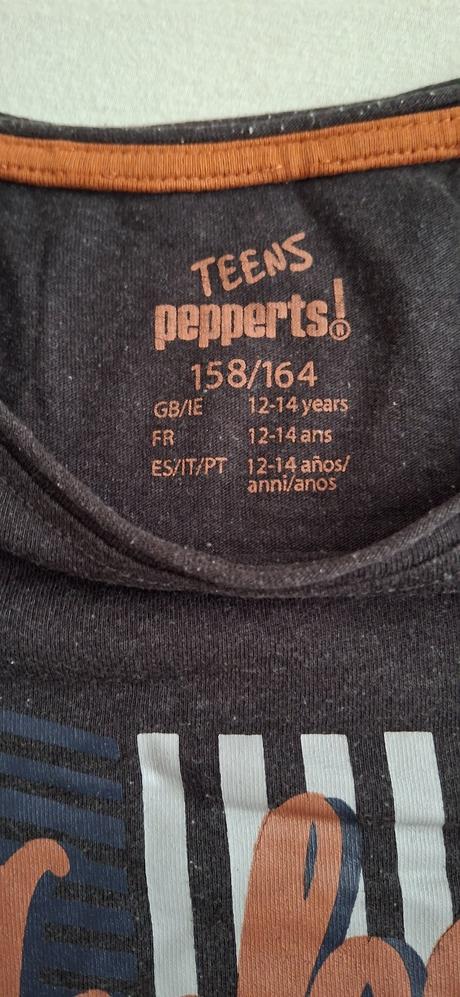 TEENS
pepperts!®
158/164
GB/IE 12-14 years
FR 12-14 ans
ES/IT/PT 12-14 años/
anni/anos